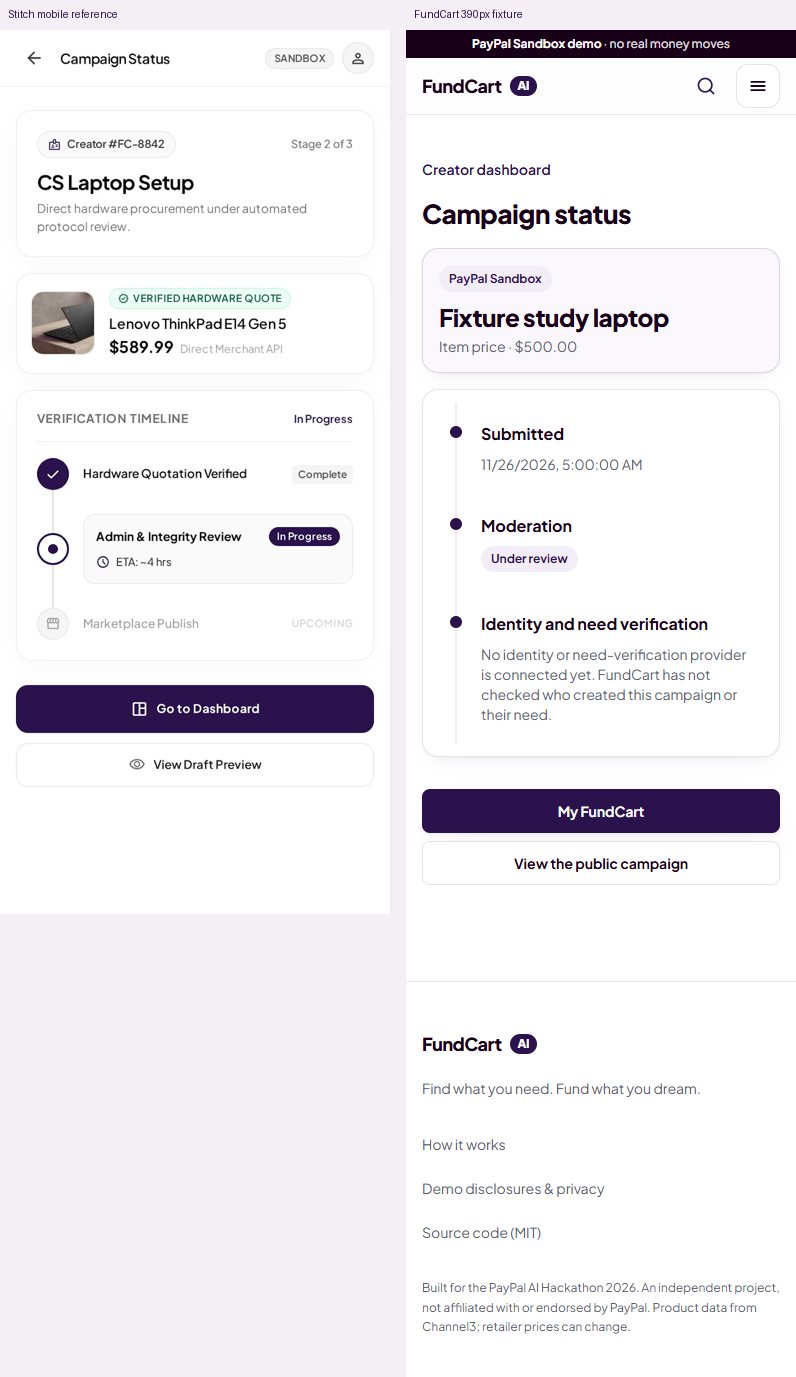 Stitch mobile reference
Campaign Status
SANDBOX
Creator #FC-8842
Stage 2 of 3
CS Laptop Setup
Direct hardware procurement under automated
protocol review.
VERIFIED HARDWARE QUOTE
Lenovo ThinkPad E14 Gen 5
$589.99 Direct Merchant API
VERIFICATION TIMELINE
In Progress
Hardware Quotation Verified
Complete
Admin & Integrity Review
In Progress
ETA: ~4 hrs
Marketplace Publish
UPCOMING
Go to Dashboard
View Draft Preview
FundCart 390px fixture
PayPal Sandbox demo · no real money moves
FundCart AI
Creator dashboard
Campaign status
PayPal Sandbox
Fixture study laptop
Item price · $500.00
Submitted
11/26/2026, 5:00:00 AM
Moderation
Under review
Identity and need verification
No identity or need-verification provider
is connected yet. FundCart has not
checked who created this campaign or
their need.
My FundCart
View the public campaign
FundCart AI
Find what you need. Fund what you dream.
How it works
Demo disclosures & privacy
Source code (MIT)
Built for the PayPal AI Hackathon 2026. An independent project,
not affiliated with or endorsed by PayPal. Product data from
Channel3; retailer prices can change.